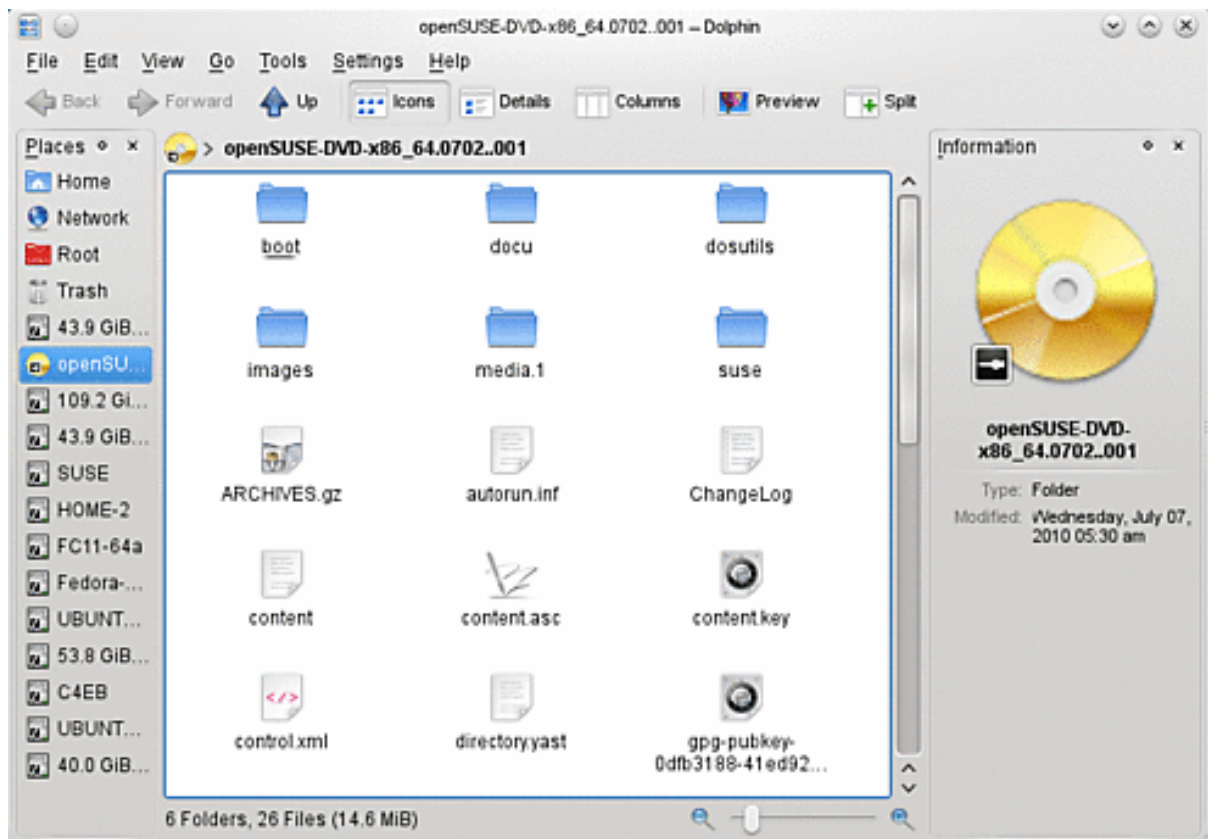 openSUSE-DVD-x86_64.0702..001 – Dolphin
File Edit View Go Tools Settings Help
Back Forward Up Icons Details Columns Preview Split
Places
Home
Network
Root
Trash
43.9 GiB...
openSU...
109.2 Gi...
43.9 GiB...
SUSE
HOME-2
FC11-64a
Fedora-...
UBUNT...
53.8 GiB...
C4EB
UBUNT...
40.0 GiB...
> openSUSE-DVD-x86_64.0702..001
boot docu dosutils
images media.1 suse
ARCHIVES.gz autorun.inf ChangeLog
content content.asc content.key
control.xml directory.yast gpg-pubkey-
0dfb3188-41ed92...
6 Folders, 26 Files (14.6 MiB)
Information
openSUSE-DVD-
x86_64.0702..001
Type: Folder
Modified: Wednesday, July 07,
2010 05:30 am